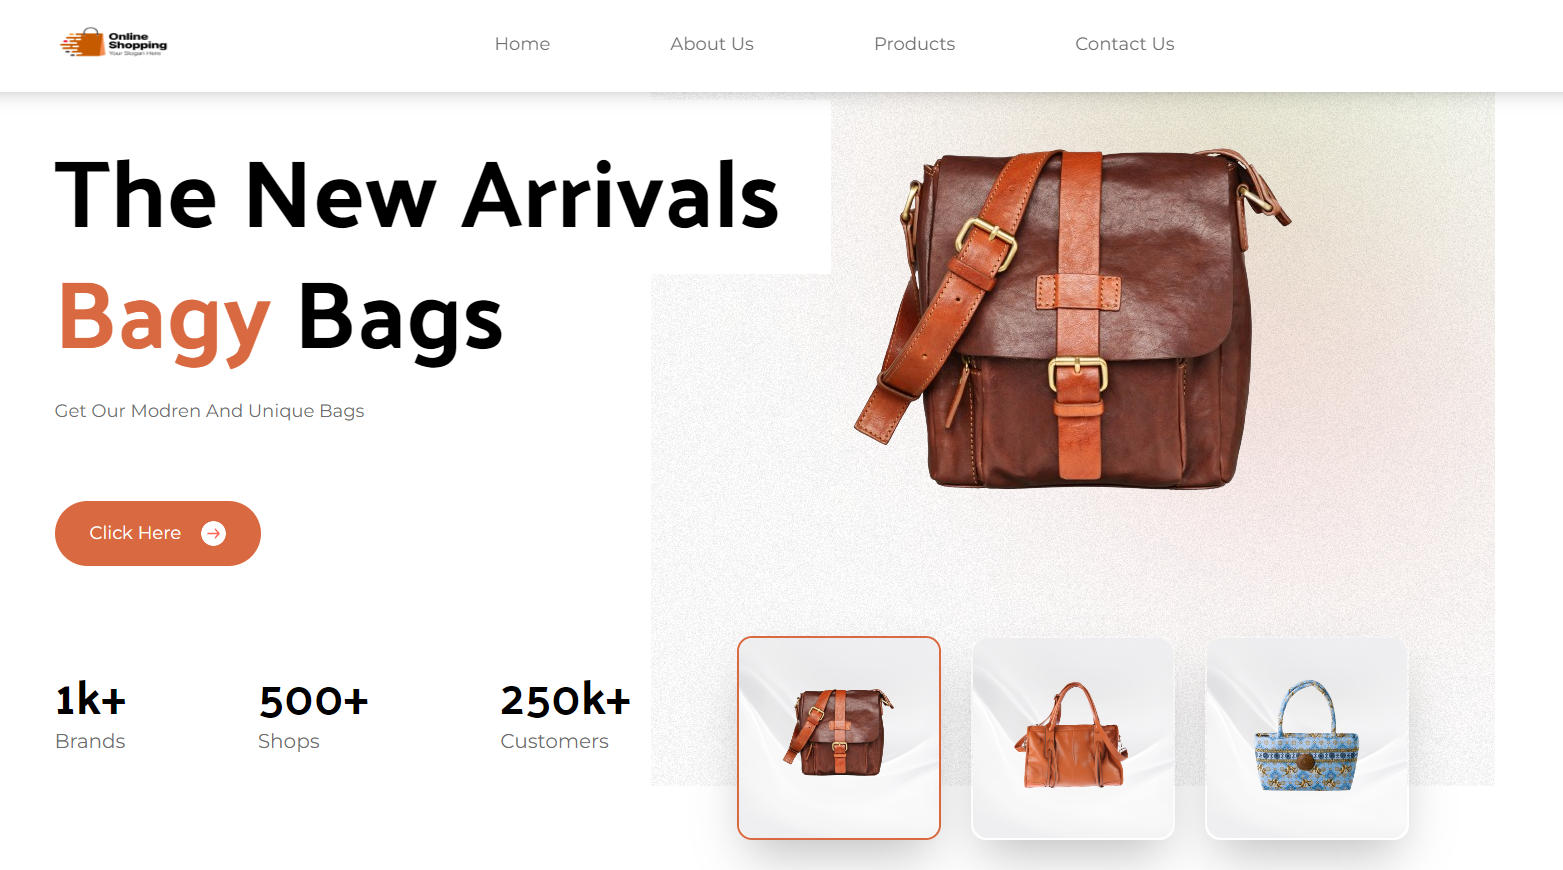 Online
Shopping
Your Slogan Here
Home
About Us
Products
Contact Us
The New Arrivals
Bagy Bags
Get Our Modren And Unique Bags
Click Here
1k+
Brands
500+
Shops
250k+
Customers